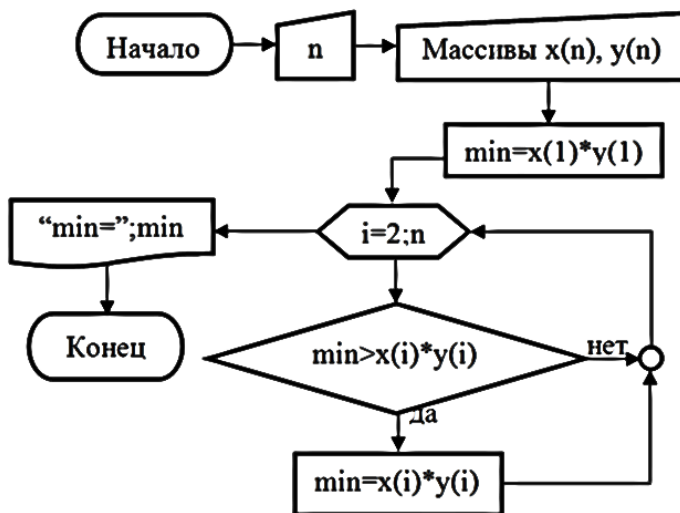 Начало
n
Массивы x(n), y(n)
min=x(1)*y(1)
i=2;n
“min=”;min
Конец
min>x(i)*y(i)
нет
да
min=x(i)*y(i)